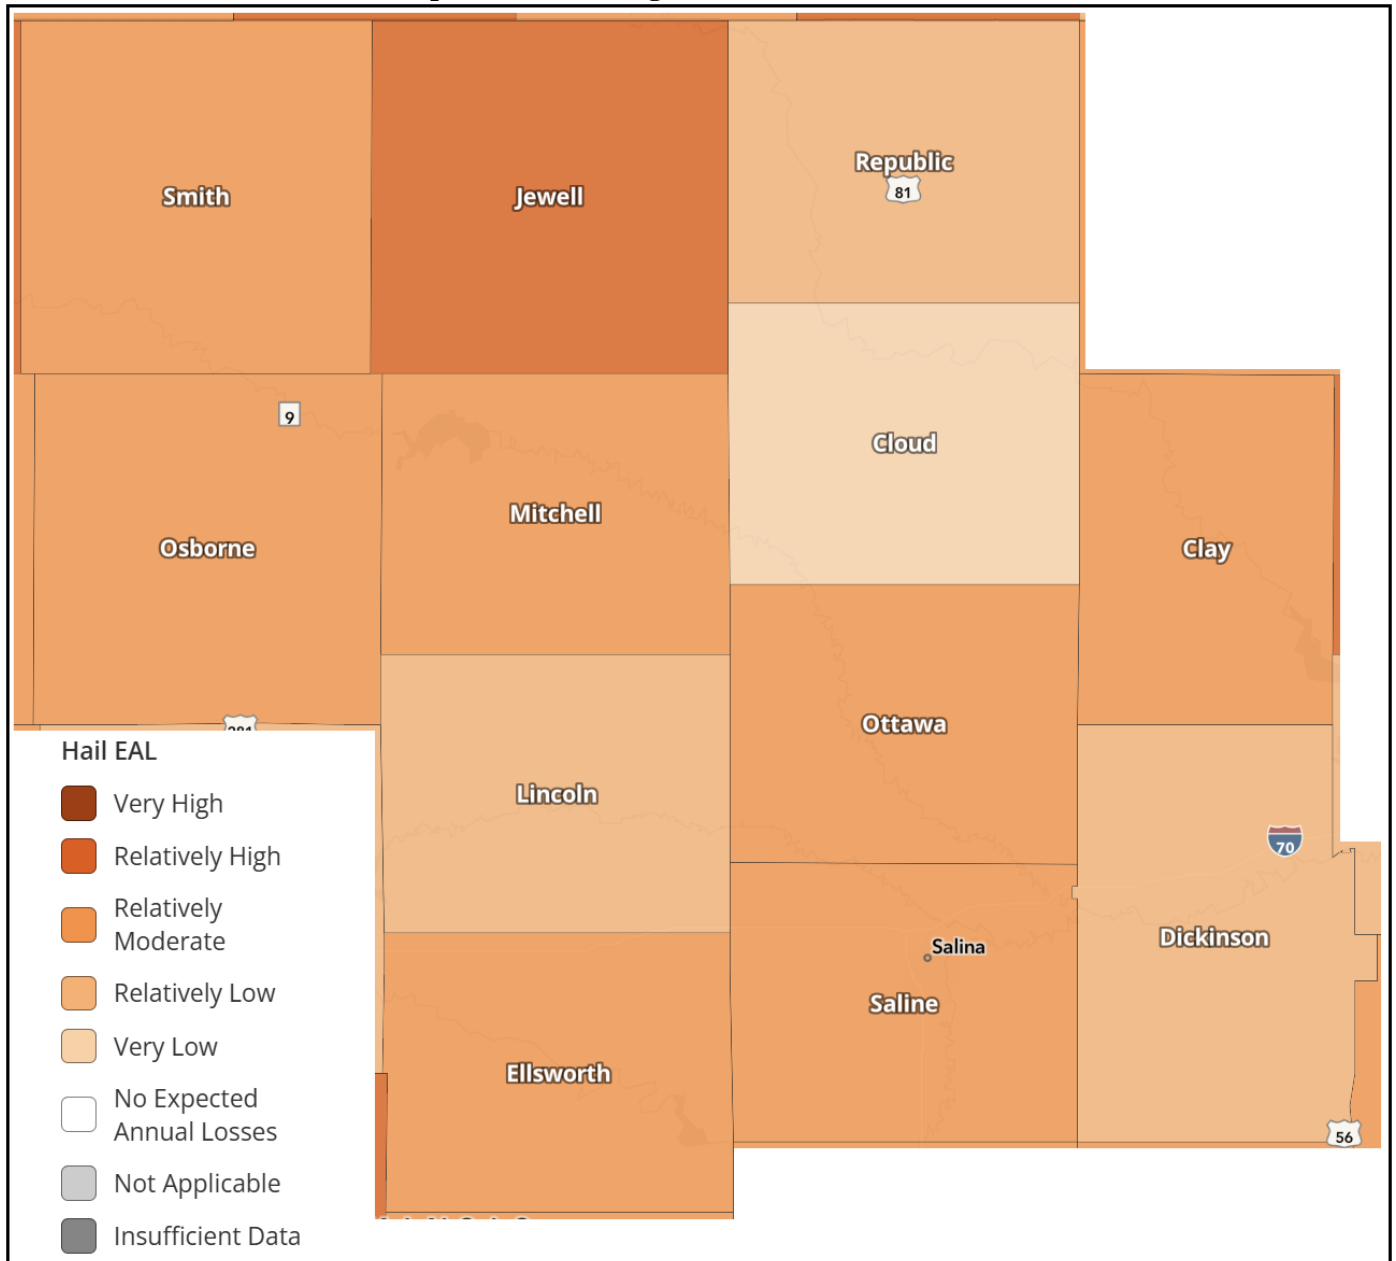 Republic
81
Smith
Jewell
9
Cloud
Mitchell
Osborne
Clay
Ottawa
Lincoln
70
Dickinson
Salina
Saline
Ellsworth
56
Hail EAL
Very High
Relatively High
Relatively
Moderate
Relatively Low
Very Low
No Expected
Annual Losses
Not Applicable
Insufficient Data